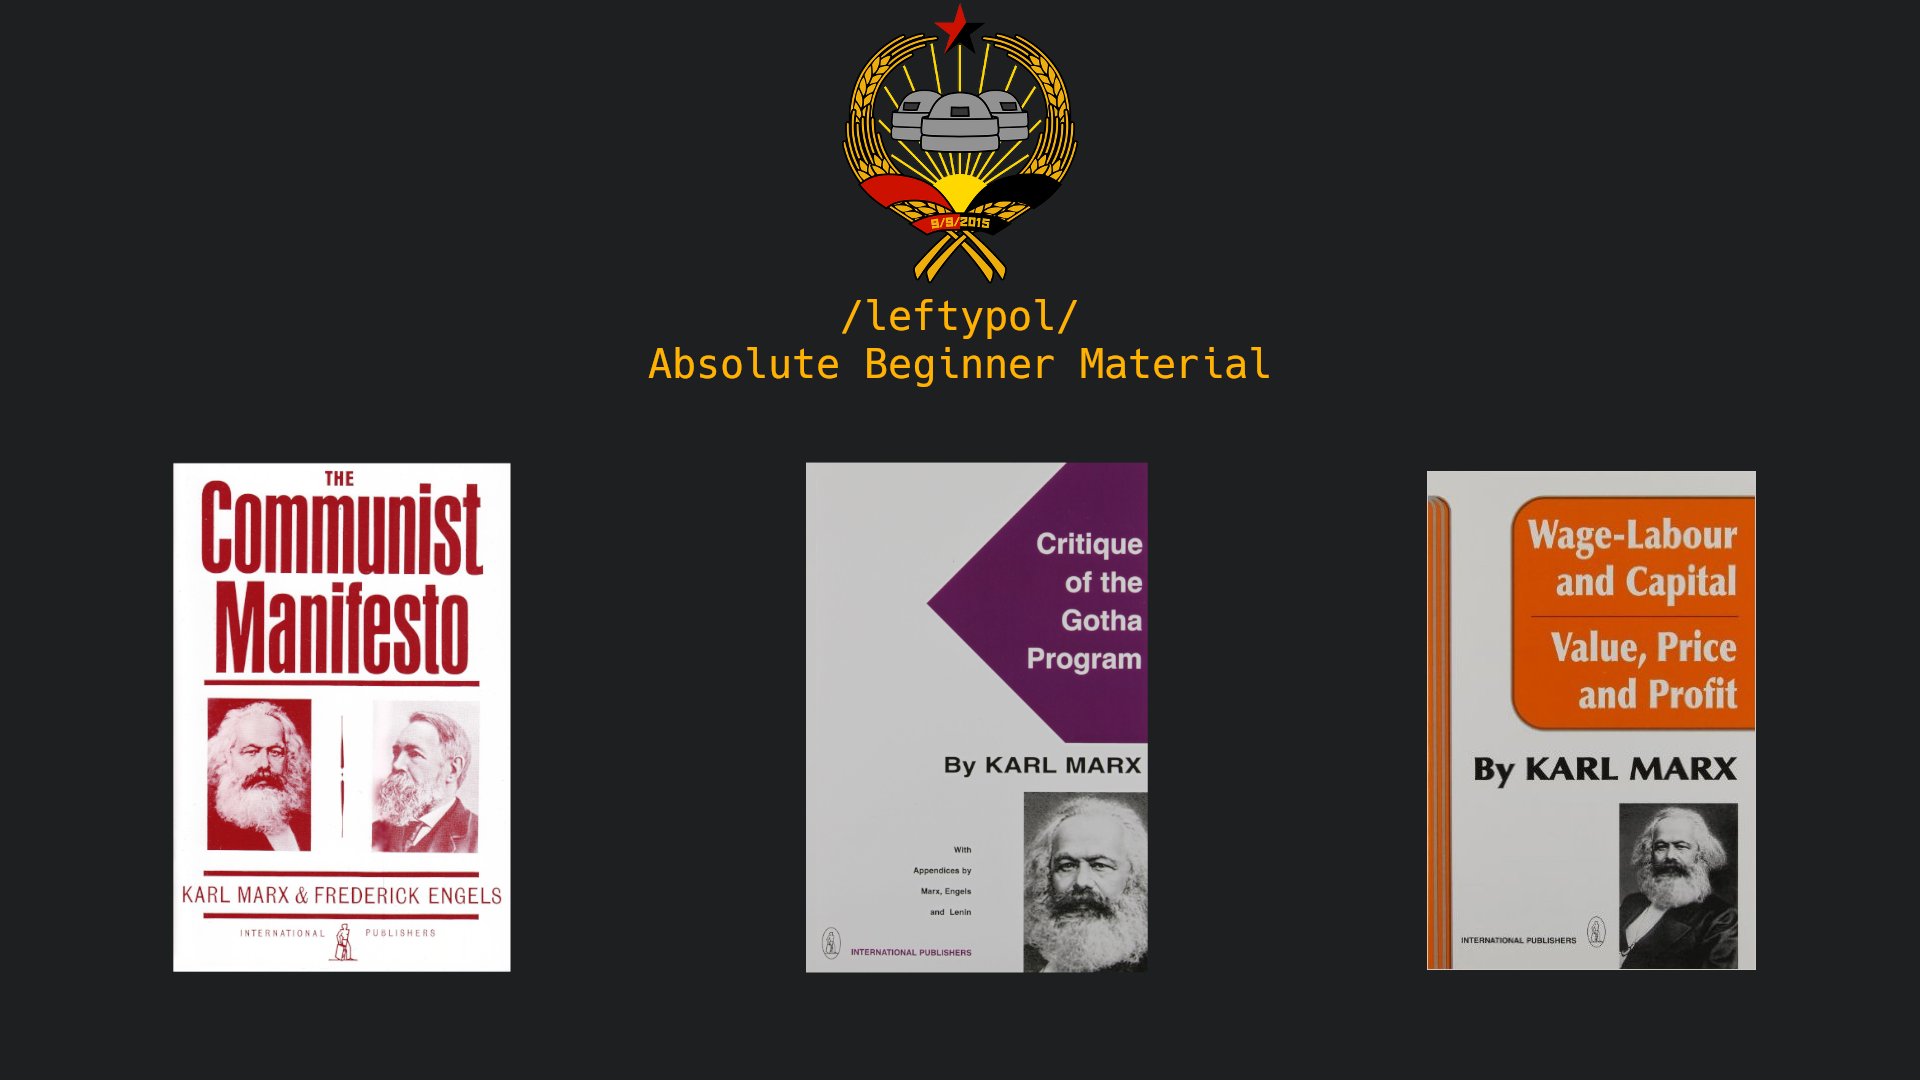 9/9/2015
/leftypol/
Absolute Beginner Material
THE
Communist
Manifesto
KARL MARX & FREDERICK ENGELS
INTERNATIONAL PUBLISHERS
Critique
of the
Gotha
Program
By KARL MARX
With
Appendices by
Marx, Engels
and Lenin
INTERNATIONAL PUBLISHERS
Wage-Labour
and Capital
Value, Price
and Profit
By KARL MARX
INTERNATIONAL PUBLISHERS